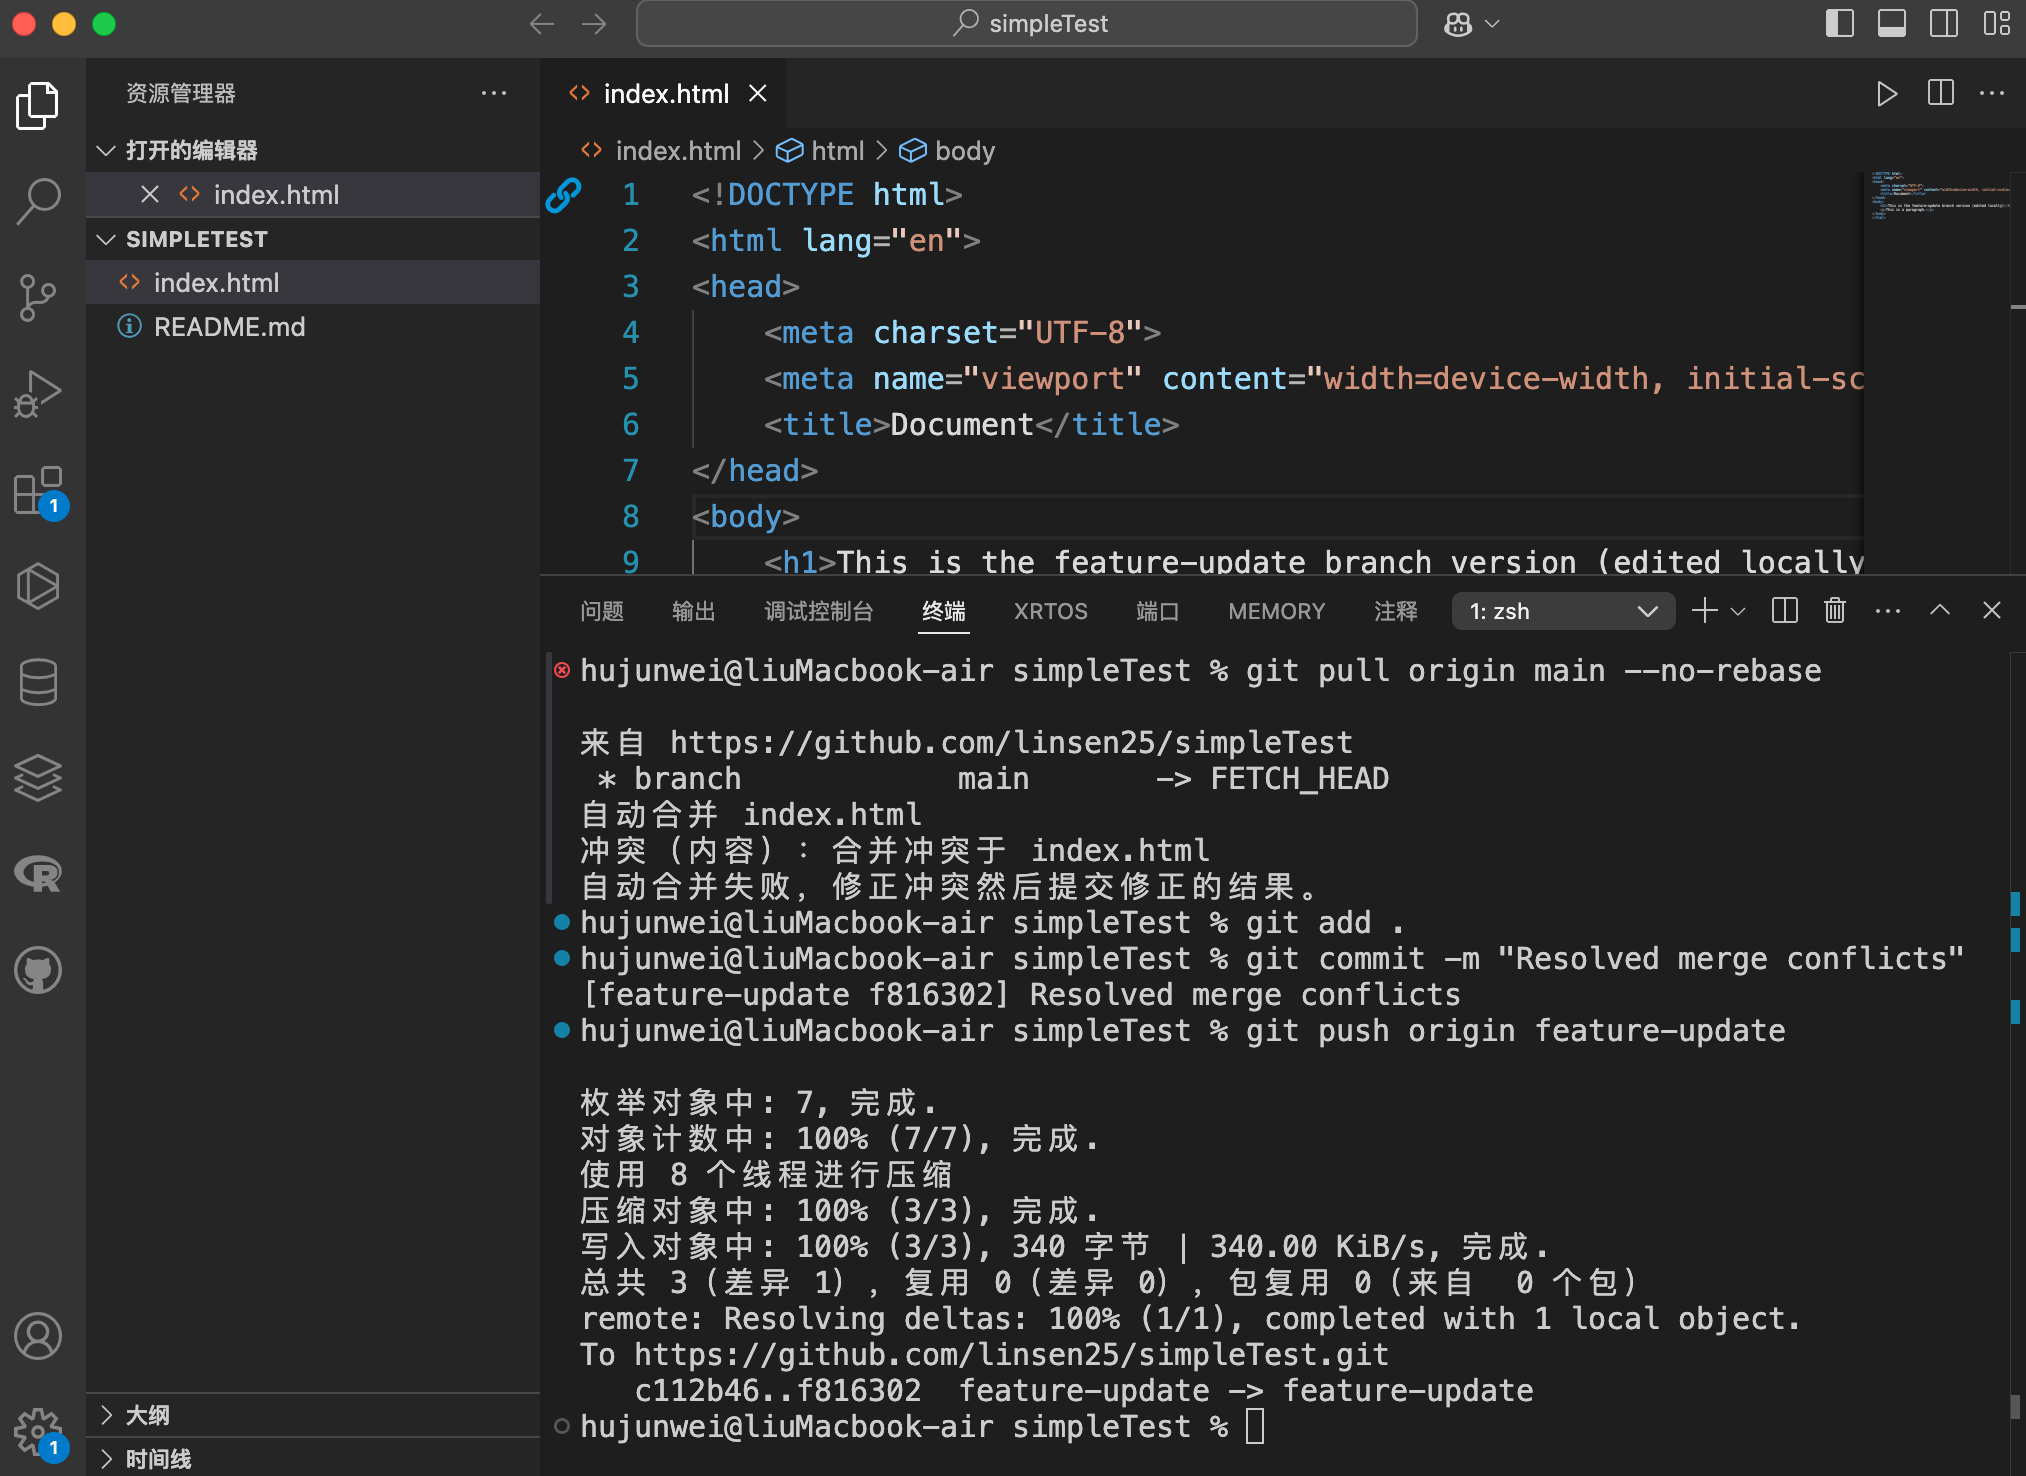 simpleTest
资源管理器
打开的编辑器
index.html
SIMPLETEST
index.html
README.md
大纲
时间线
1
1
index.html
index.html > html > body
1 <!DOCTYPE html>
2 <html lang="en">
3 <head>
4 <meta charset="UTF-8">
5 <meta name="viewport" content="width=device-width, initial-sc
6 <title>Document</title>
7 </head>
8 <body>
9 <h1>This is the feature-update branch version (edited locally
问题 输出 调试控制台 终端 XRTOS 端口 MEMORY 注释 1: zsh
hujunwei@liuMacbook-air simpleTest % git pull origin main --no-rebase
来自 https://github.com/linsen25/simpleTest
* branch main -> FETCH_HEAD
自动合并 index.html
冲突（内容）：合并冲突于 index.html
自动合并失败，修正冲突然后提交修正的结果。
hujunwei@liuMacbook-air simpleTest % git add .
hujunwei@liuMacbook-air simpleTest % git commit -m "Resolved merge conflicts"
[feature-update f816302] Resolved merge conflicts
hujunwei@liuMacbook-air simpleTest % git push origin feature-update
枚举对象中: 7, 完成.
对象计数中: 100% (7/7), 完成.
使用 8 个线程进行压缩
压缩对象中: 100% (3/3), 完成.
写入对象中: 100% (3/3), 340 字节 | 340.00 KiB/s, 完成.
总共 3（差异 1），复用 0（差异 0），包复用 0（来自  0 个包）
remote: Resolving deltas: 100% (1/1), completed with 1 local object.
To https://github.com/linsen25/simpleTest.git
c112b46..f816302  feature-update -> feature-update
hujunwei@liuMacbook-air simpleTest %